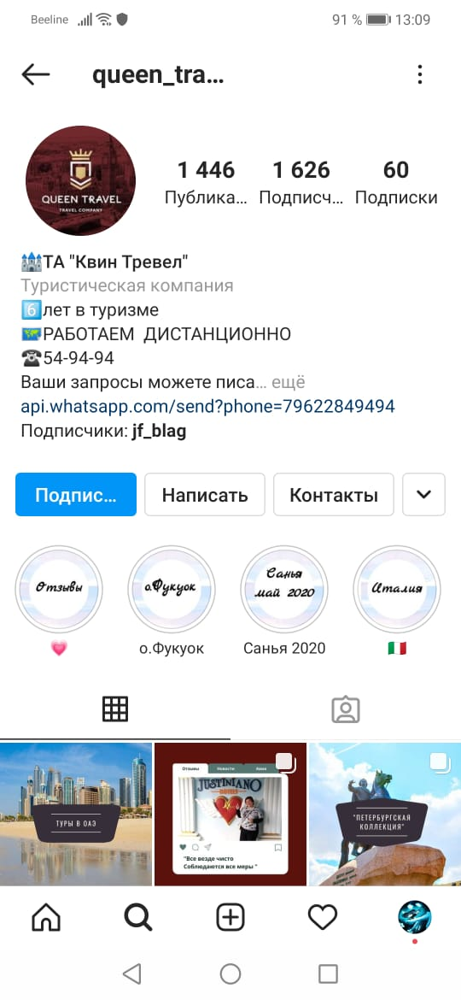 Beeline 91 % 13:09
queen_tra...
QUEEN TRAVEL
TRAVEL COMPANY
1 446 1 626 60
Публика... Подписч... Подписки
ТА "Квин Тревел"
Туристическая компания
6 лет в туризме
РАБОТАЕМ ДИСТАНЦИОННО
54-94-94
Ваши запросы можете писа... ещё
api.whatsapp.com/send?phone=79622849494
Подписчики: jf_blag
Подпис... Написать Контакты
Отзывы
о.Фукуок
Санья
май 2020
Италия
о.Фукуок Санья 2020
ТУРЫ В ОАЭ
Отзывы Новости
JUSTINIANO
HOTELS
"Все везде чисто
Соблюдаются все меры "
"ПЕТЕРБУРГСКАЯ
КОЛЛЕКЦИЯ"